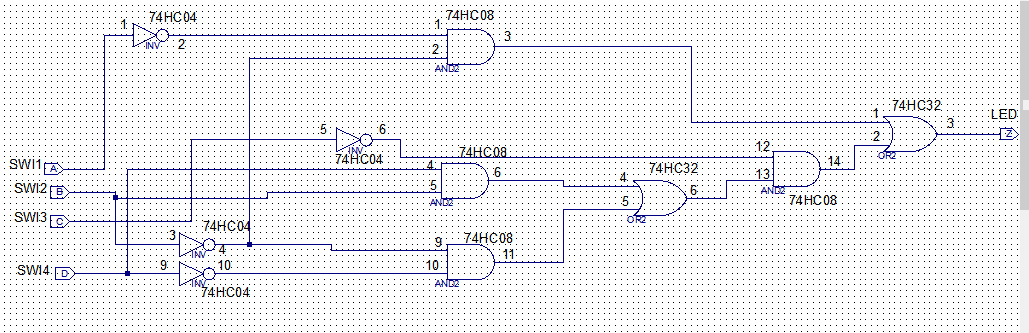 74HC04
1
INV
2
74HC08
1
2
3
AND2
5
6
INV
74HC04
74HC32
1
2
3
OR2
LED
Z
SWI1
A
SWI2
B
SWI3
C
SWI4
D
74HC08
4
5
6
AND2
74HC32
4
5
6
OR2
12
13
14
AND2
74HC08
74HC04
3
4
INV
9
10
INV
74HC04
74HC08
9
10
11
AND2